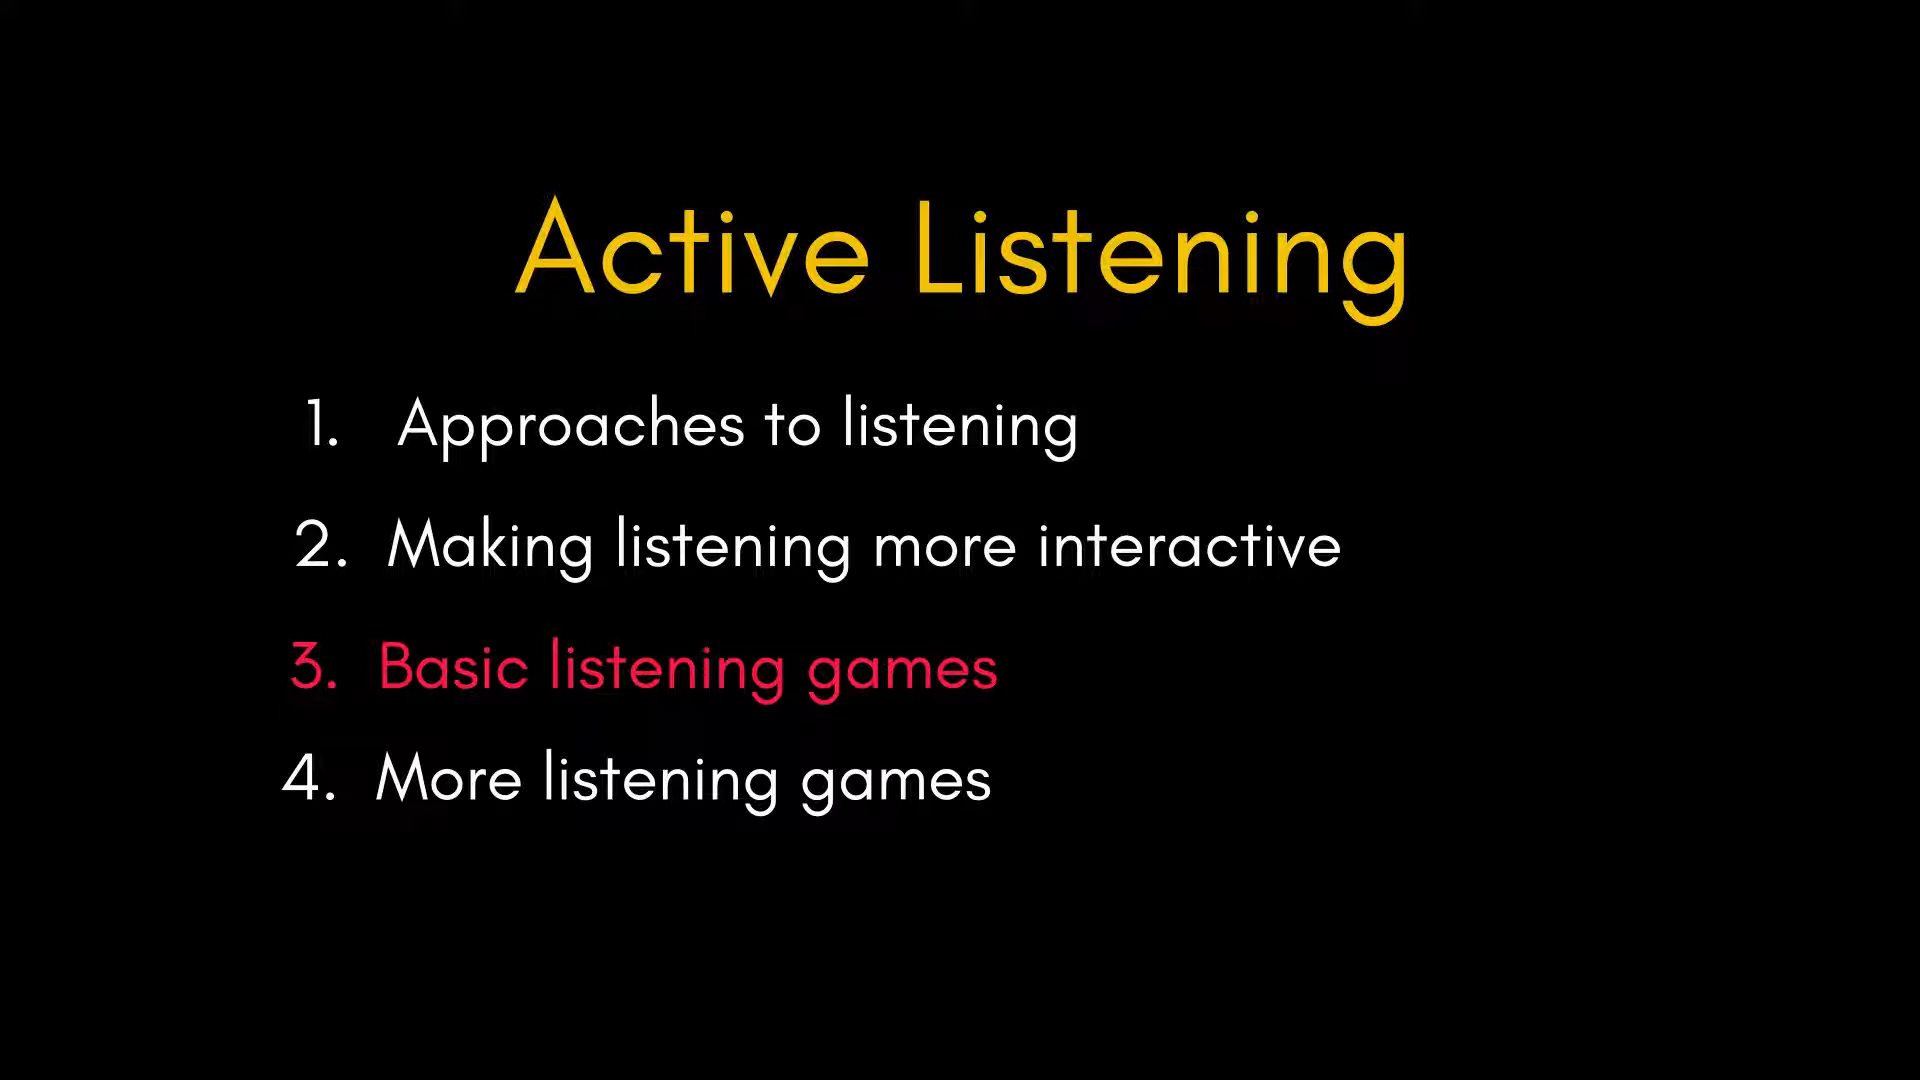 Active Listening
1. Approaches to listening
2. Making listening more interactive
3. Basic listening games
4. More listening games